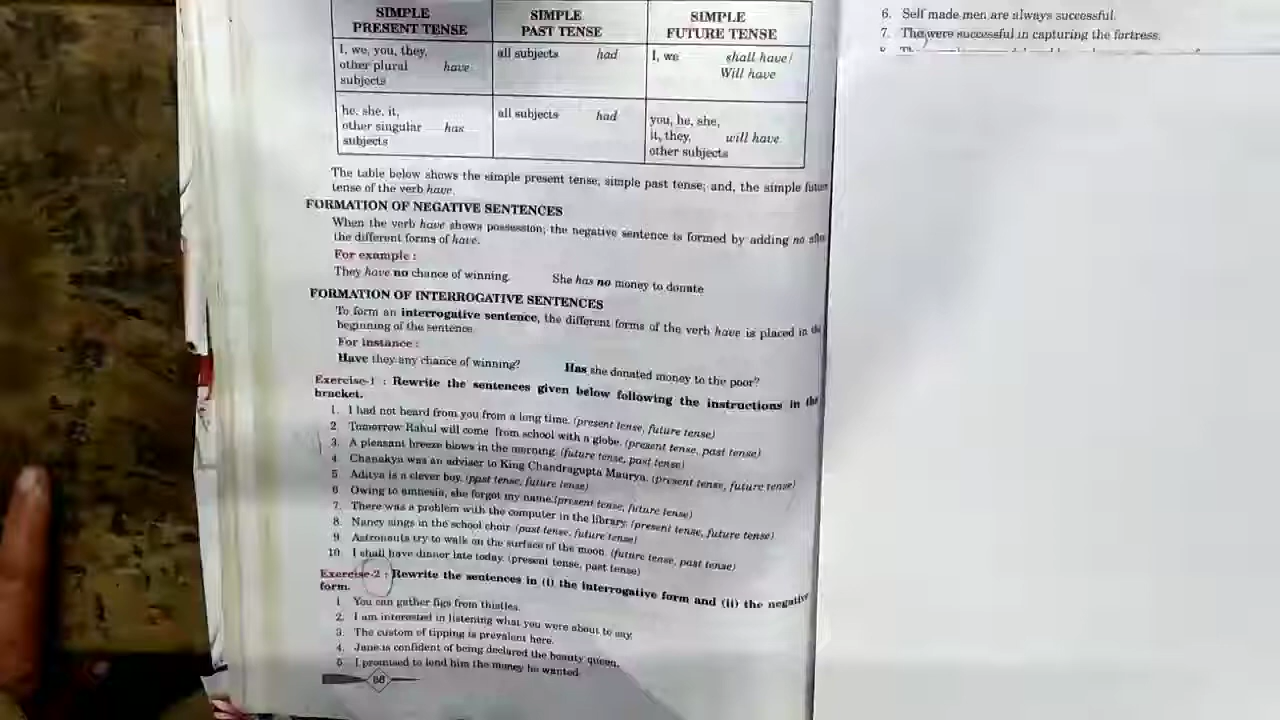 SIMPLE PRESENT TENSE
SIMPLE PAST TENSE
SIMPLE FUTURE TENSE
I, we, you, they, other plural subjects have
all subjects had
I, we shall have/ Will have
he, she, it, other singular subjects has
all subjects had
you, he, she, it, they, other subjects will have
The table below shows the simple present tense, simple past tense; and, the simple future
tense of the verb have.
FORMATION OF NEGATIVE SENTENCES
When the verb have shows possession, the negative sentence is formed by adding no after
the different forms of have.
For example :
They have no chance of winning. She has no money to donate
FORMATION OF INTERROGATIVE SENTENCES
To form an interrogative sentence, the different forms of the verb have is placed in the
beginning of the sentence.
For instance :
Have they any chance of winning? Has she donated money to the poor?
Exercise-1 : Rewrite the sentences given below following the instructions in the
bracket.
1. I had not heard from you from a long time. (present tense, future tense)
2. Tomorrow Rahul will come from school with a globe. (present tense, past tense)
3. A pleasant breeze blows in the morning. (future tense, past tense)
4. Chanakya was an adviser to King Chandragupta Maurya. (present tense, future tense)
5 Aditya is a clever boy. (past tense, future tense)
6 Owing to amnesia, she forgot my name.(present tense, future tense)
7. There was a problem with the computer in the library. (present tense, future tense)
8. Nancy sings in the school choir (past tense, future tense)
9 Astronauts try to walk on the surface of the moon. (future tense, past tense)
10. I shall have dinner late today. (present tense, past tense)
Exercise-2 : Rewrite the sentences in (i) the interrogative form and (ii) the negative
form.
1 You can gather figs from thistles.
2. I am interested in listening what you were about to say.
3. The custom of tipping is prevalent here.
4. Jane is confident of being declared the beauty queen.
5 I promised to lend him the money he wanted.
6. Self made men are always successful.
7. They were successful in capturing the fortress.